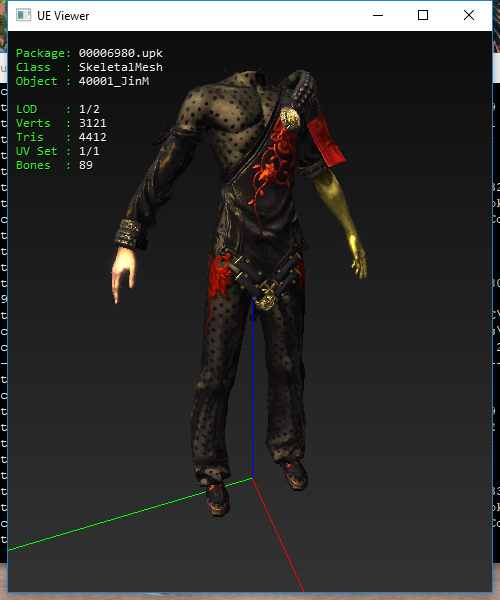 UE Viewer
Package: 00006980.upk
Class  : SkeletalMesh
Object : 40001_JinM
LOD    : 1/2
Verts  : 3121
Tris   : 4412
UV Set : 1/1
Bones  : 89